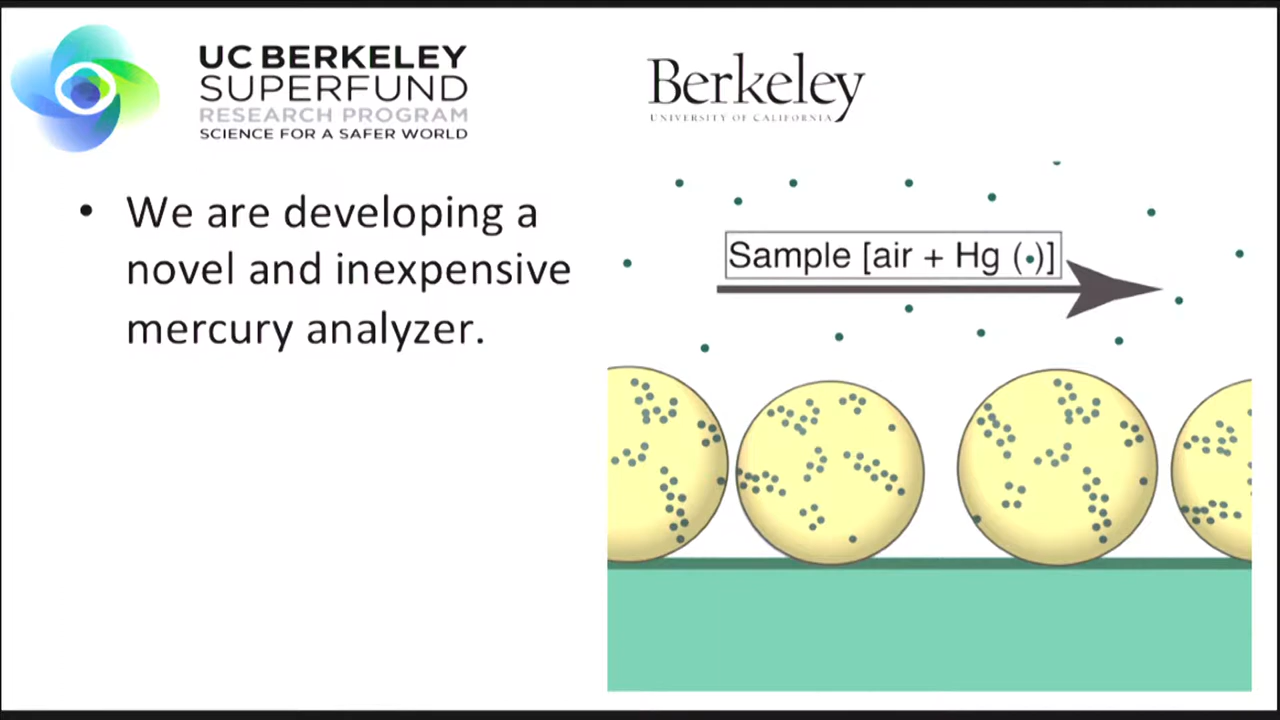 UC BERKELEY
SUPERFUND
RESEARCH PROGRAM
SCIENCE FOR A SAFER WORLD
Berkeley
UNIVERSITY OF CALIFORNIA
• We are developing a
novel and inexpensive
mercury analyzer.
Sample [air + Hg (•)]